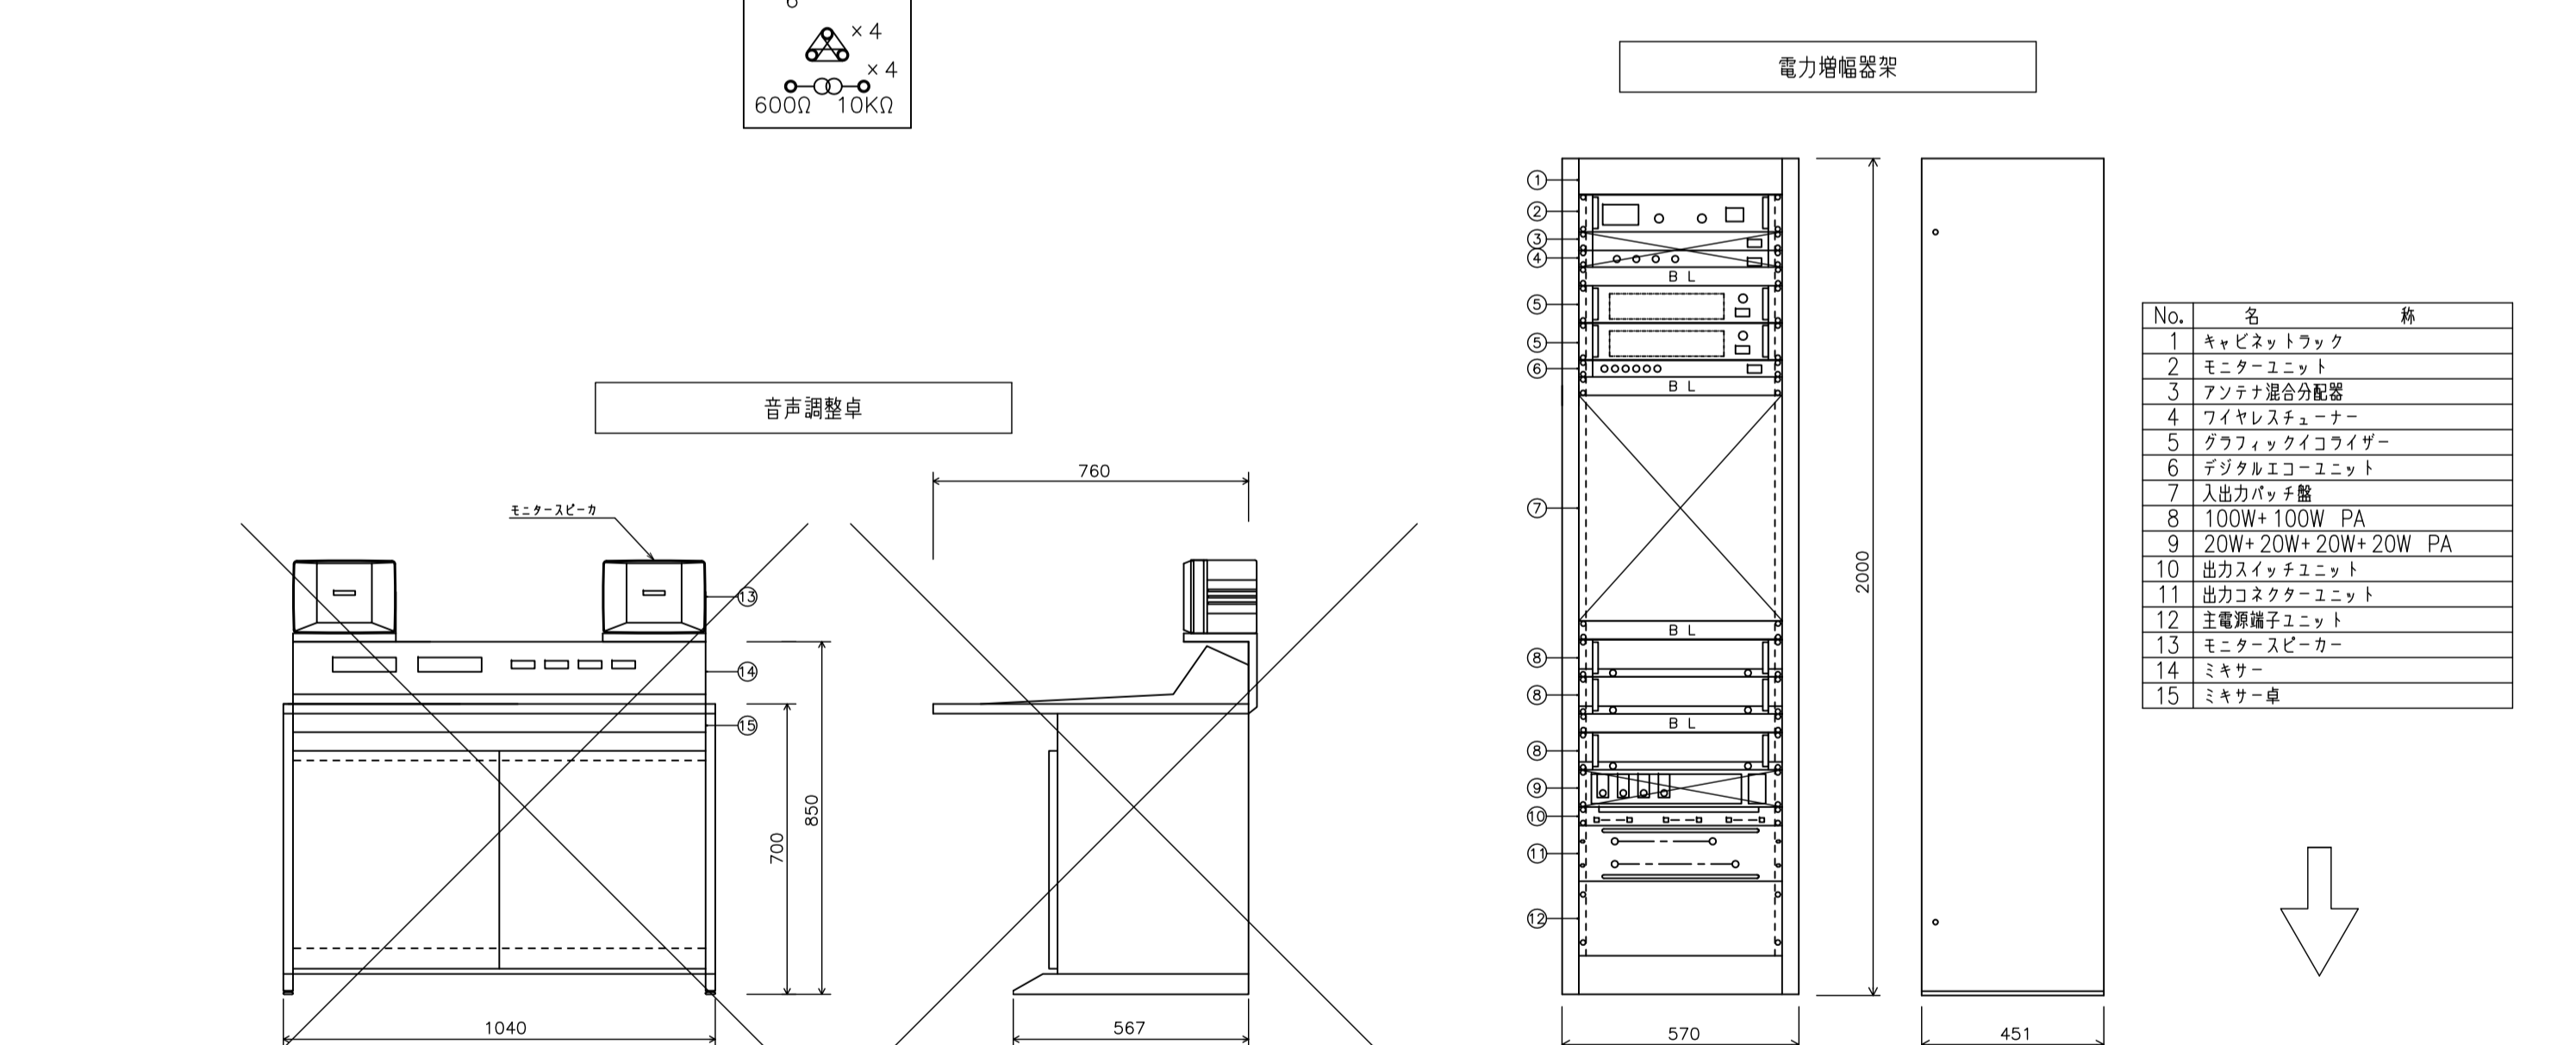 ×4
×4
600Ω 10KΩ
電力増幅器架
音声調整卓
モニタースピーカ
760
⑬
⑭
⑮
850
700
1040
567
①
②
③
④
B L
⑤
⑤
⑥
B L
⑦
B L
⑧
⑧
B L
⑧
⑨
⑩
⑪
⑫
2000
570
451
No. 名 称
1 キャビネットラック
2 モニターユニット
3 アンテナ混合分配器
4 ワイヤレスチューナー
5 グラフィックイコライザー
6 デジタルエコーユニット
7 入出力パッチ盤
8 100W+100W PA
9 20W+20W+20W+20W PA
10 出力スイッチユニット
11 出力コネクターユニット
12 主電源端子ユニット
13 モニタースピーカー
14 ミキサー
15 ミキサー卓